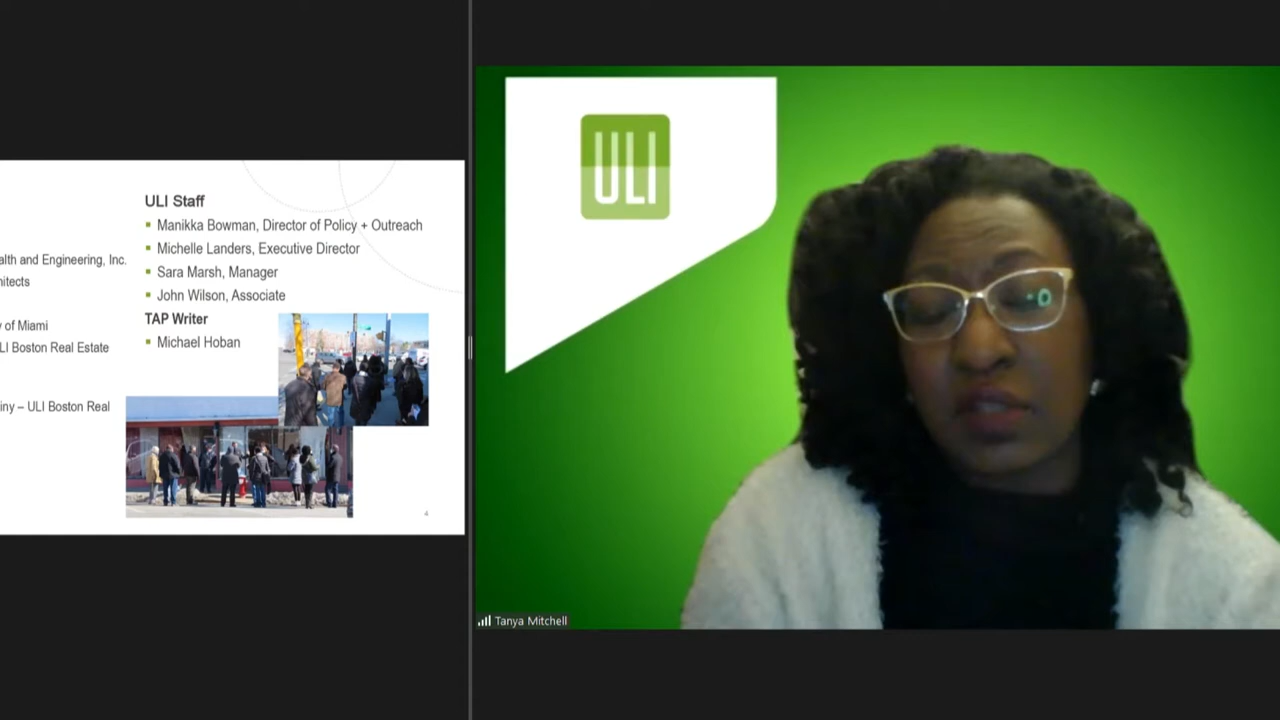 alth and Engineering, Inc.
hitects
y of Miami
LI Boston Real Estate
iny – ULI Boston Real
ULI Staff
Manikka Bowman, Director of Policy + Outreach
Michelle Landers, Executive Director
Sara Marsh, Manager
John Wilson, Associate
TAP Writer
Michael Hoban
4
ULI
Tanya Mitchell